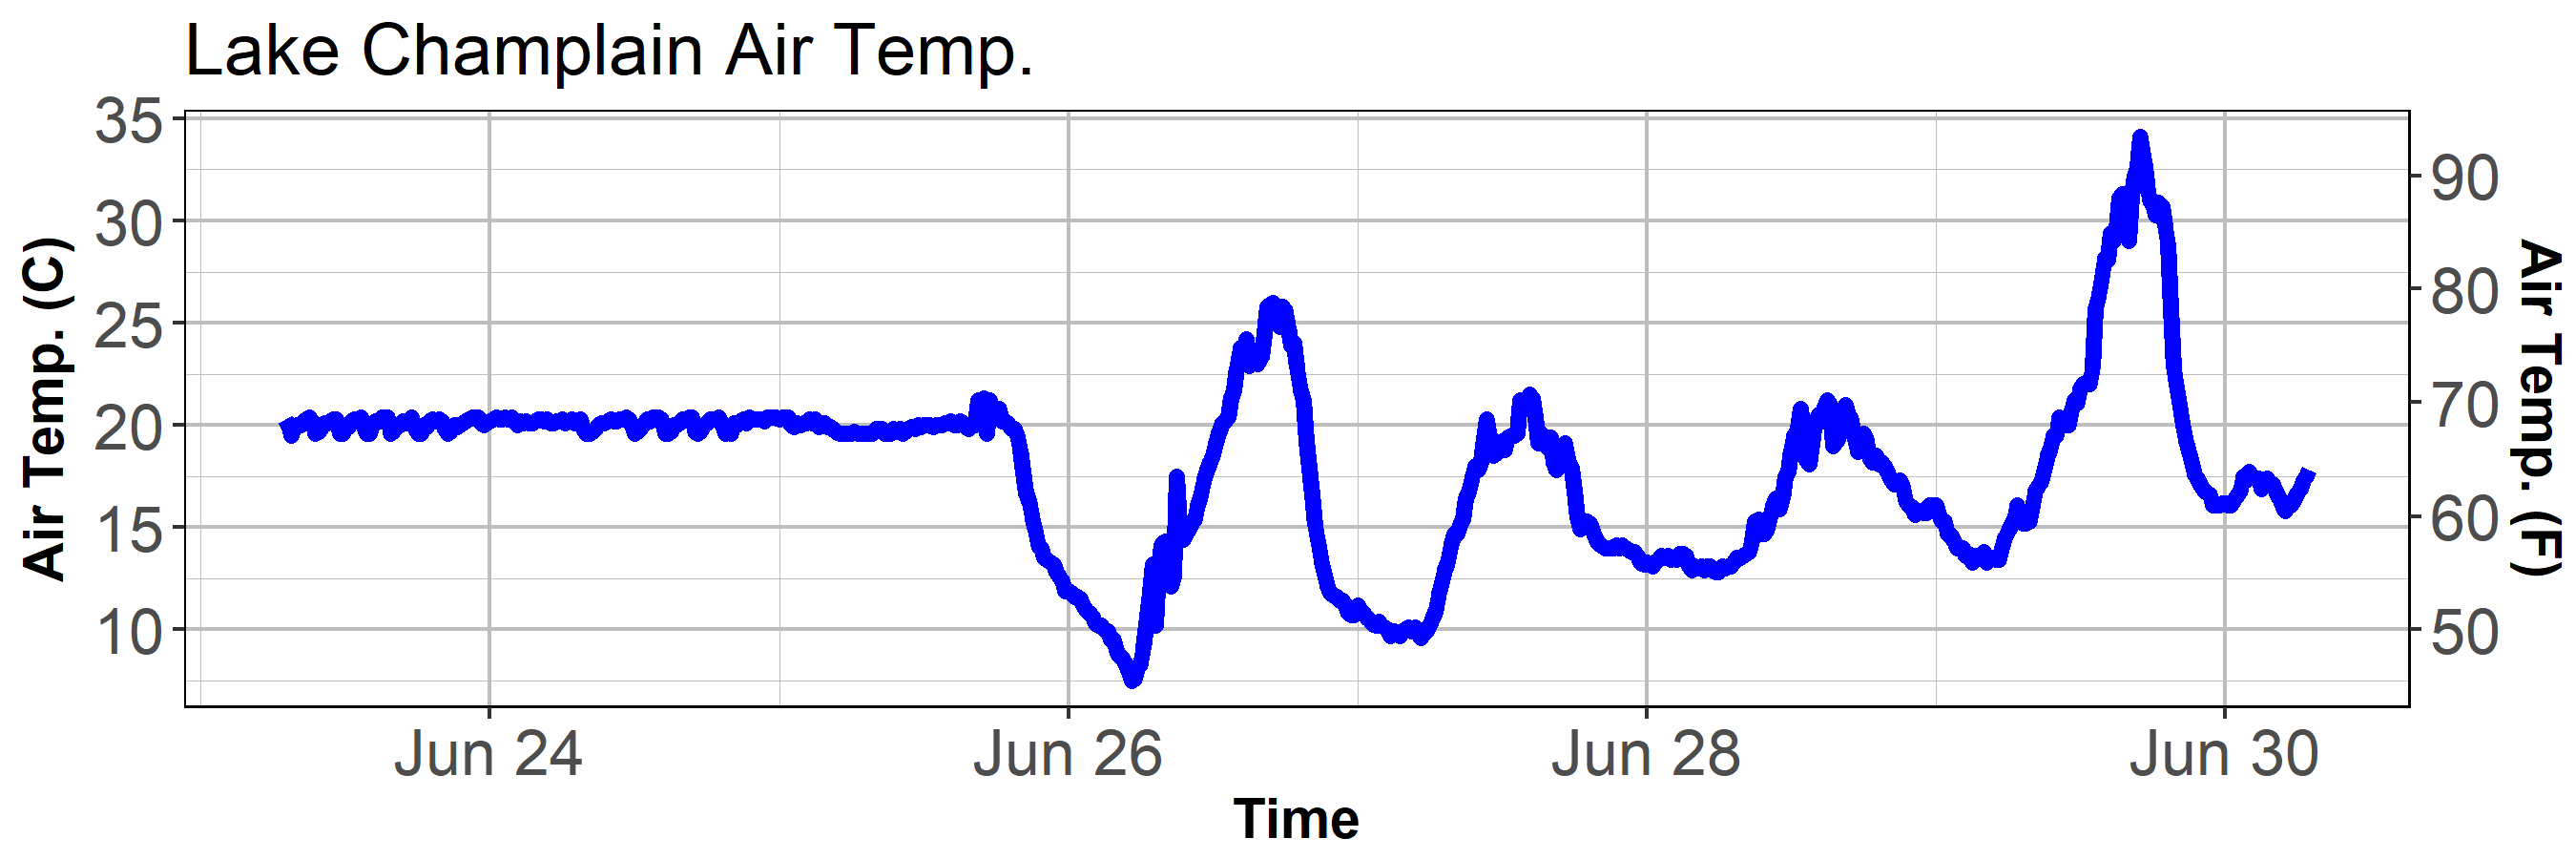 Lake Champlain Air Temp.
35
30
25
20
15
10
Air Temp. (C)
90
80
70
60
50
Air Temp. (F)
Jun 24 Jun 26 Jun 28 Jun 30
Time